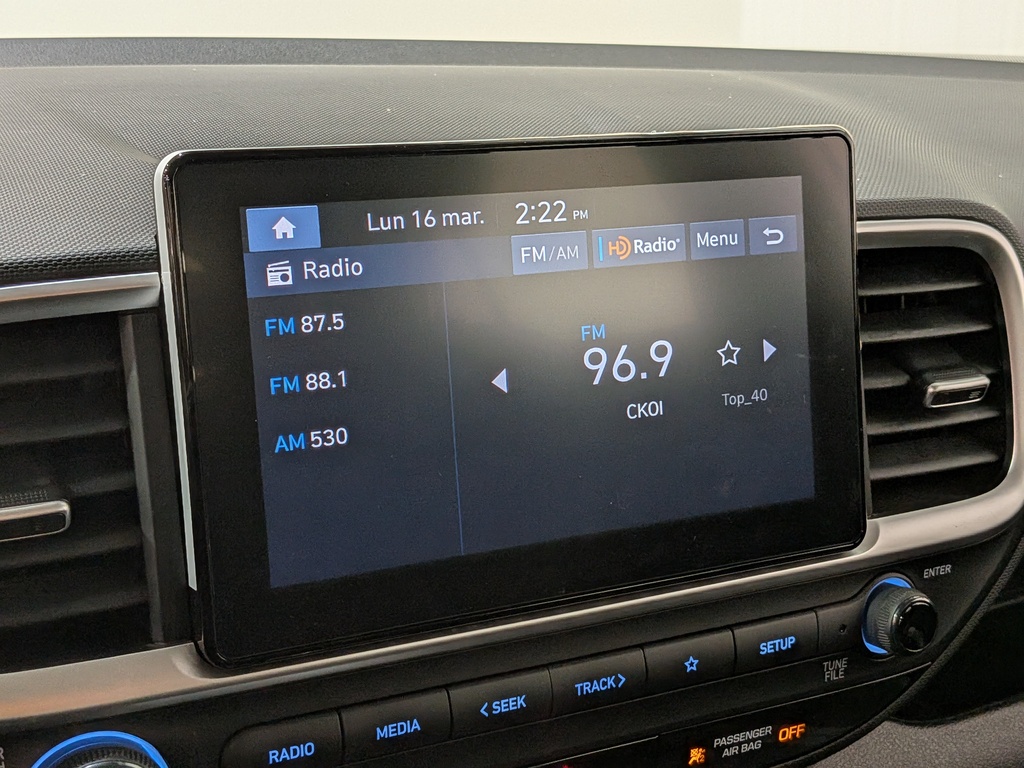 Lun 16 mar. 2:22 PM
Radio FM/AM HD Radio® Menu
FM 87.5
FM 88.1
AM 530
FM
96.9
CKOI
Top_40
ENTER
TUNE
FILE
RADIO MEDIA <SEEK TRACK> SETUP
PASSENGER
AIR BAG OFF